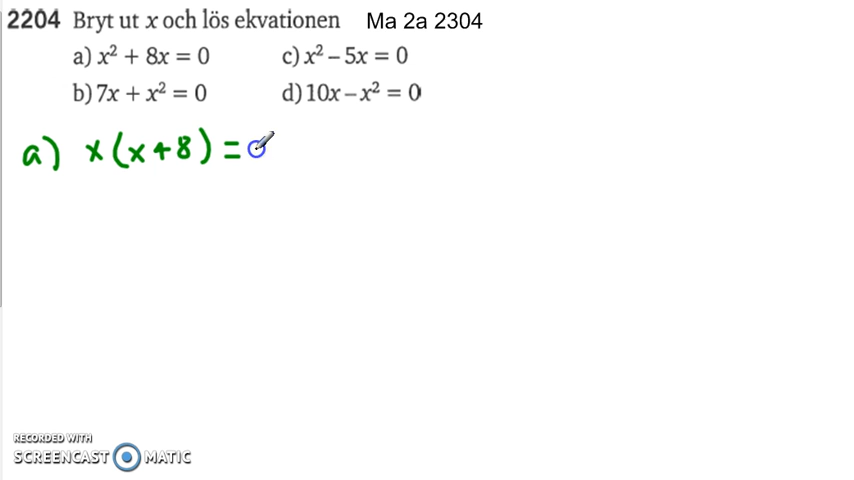 2204 Bryt ut x och lös ekvationen Ma 2a 2304
a) x² + 8x = 0 c) x² – 5x = 0
b) 7x + x² = 0 d) 10x – x² = 0
a) x(x+8) = 0
RECORDED WITH
SCREENCAST MATIC